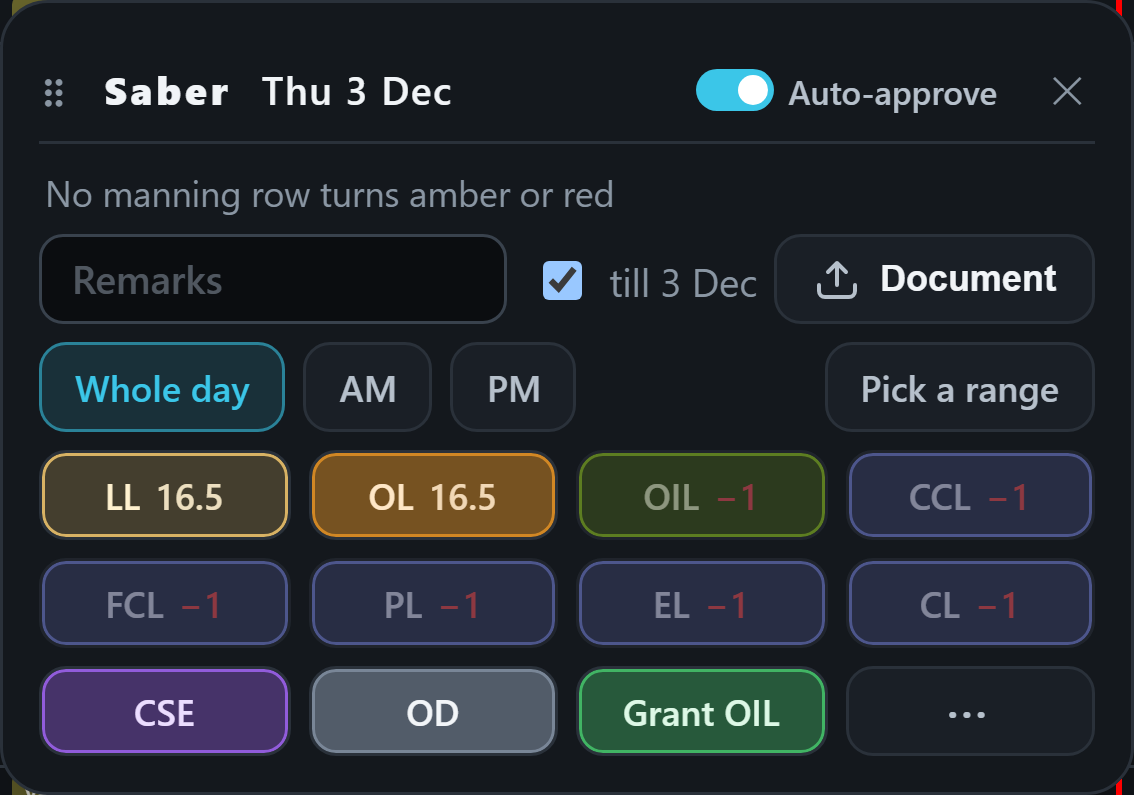 Saber Thu 3 Dec Auto-approve
No manning row turns amber or red
Remarks till 3 Dec Document
Whole day AM PM Pick a range
LL 16.5 OL 16.5 OIL −1 CCL −1
FCL −1 PL −1 EL −1 CL −1
CSE OD Grant OIL ...